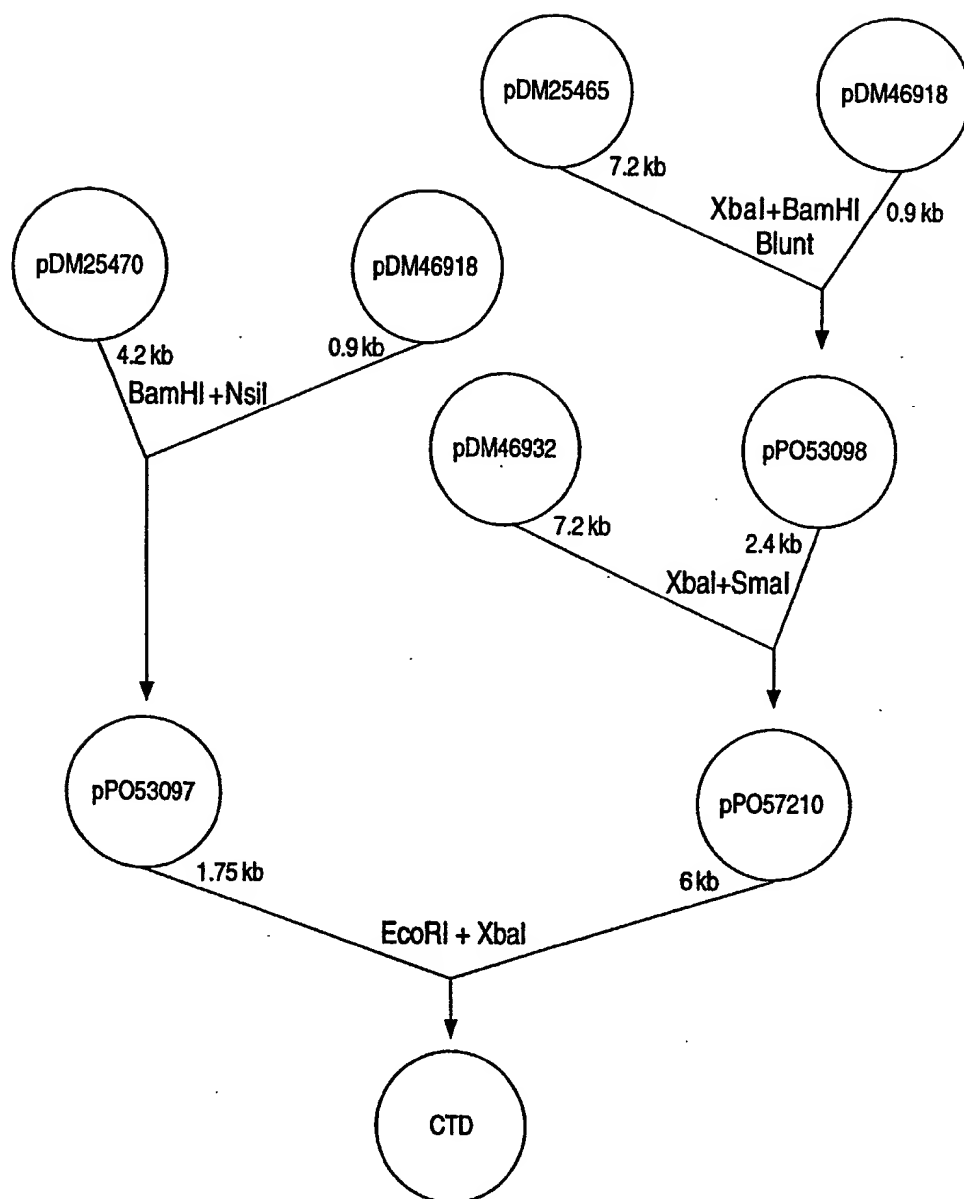 pDM25465
pDM46918
7.2 kb
XbaI+BamHI
0.9 kb
Blunt
pDM25470
pDM46918
4.2 kb
0.9 kb
BamHI +NsiI
pDM46932
pPO53098
7.2 kb
2.4 kb
XbaI+SmaI
pPO53097
pPO57210
1.75 kb
6 kb
EcoRI + XbaI
CTD